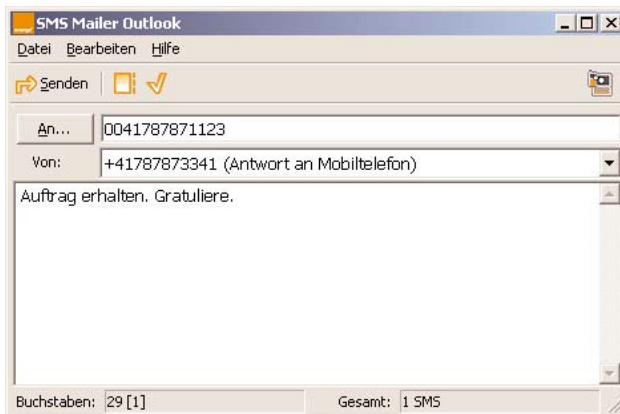 SMS Mailer Outlook
Datei Bearbeiten Hilfe
Senden
An... 0041787871123
Von: +41787873341 (Antwort an Mobiltelefon)
Auftrag erhalten. Gratuliere.
Buchstaben: 29 [1] Gesamt: 1 SMS